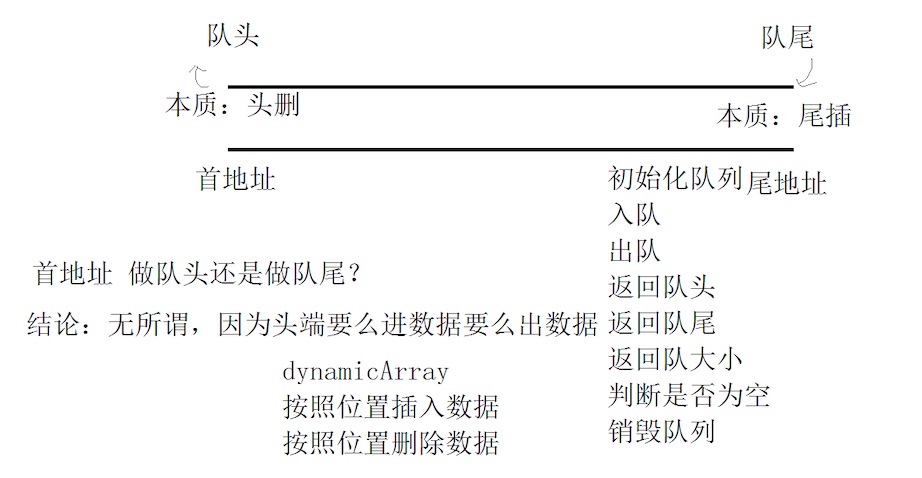 队头
队尾
本质：头删
本质：尾插
首地址
尾地址
初始化队列
入队
出队
返回队头
返回队尾
返回队大小
判断是否为空
销毁队列
首地址 做队头还是做队尾？
结论：无所谓，因为头端要么进数据要么出数据
dynamicArray
按照位置插入数据
按照位置删除数据